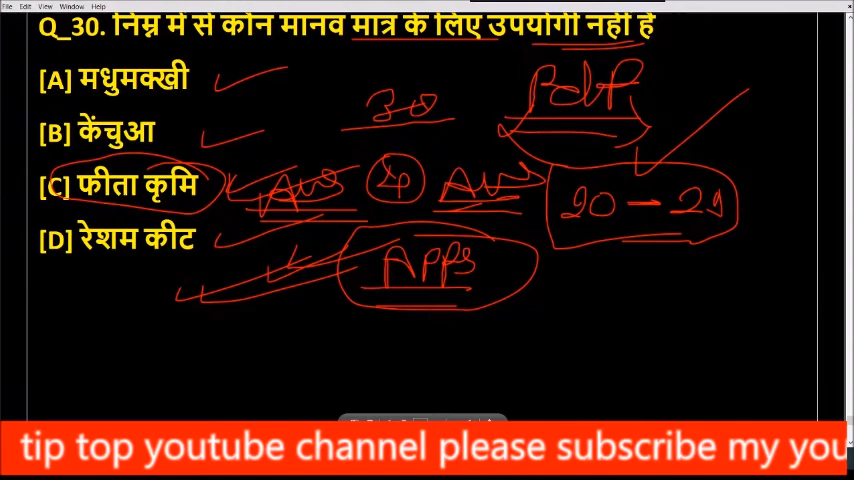 File Edit View Window Help
Q_30. निम्न में से कौन मानव मात्र के लिए उपयोगी नहीं है
[A] मधुमक्खी
30
[B] केंचुआ
[C] फीता कृमि
Ans
Ans
20 - 29
[D] रेशम कीट
Apps
tip top youtube channel please subscribe my you